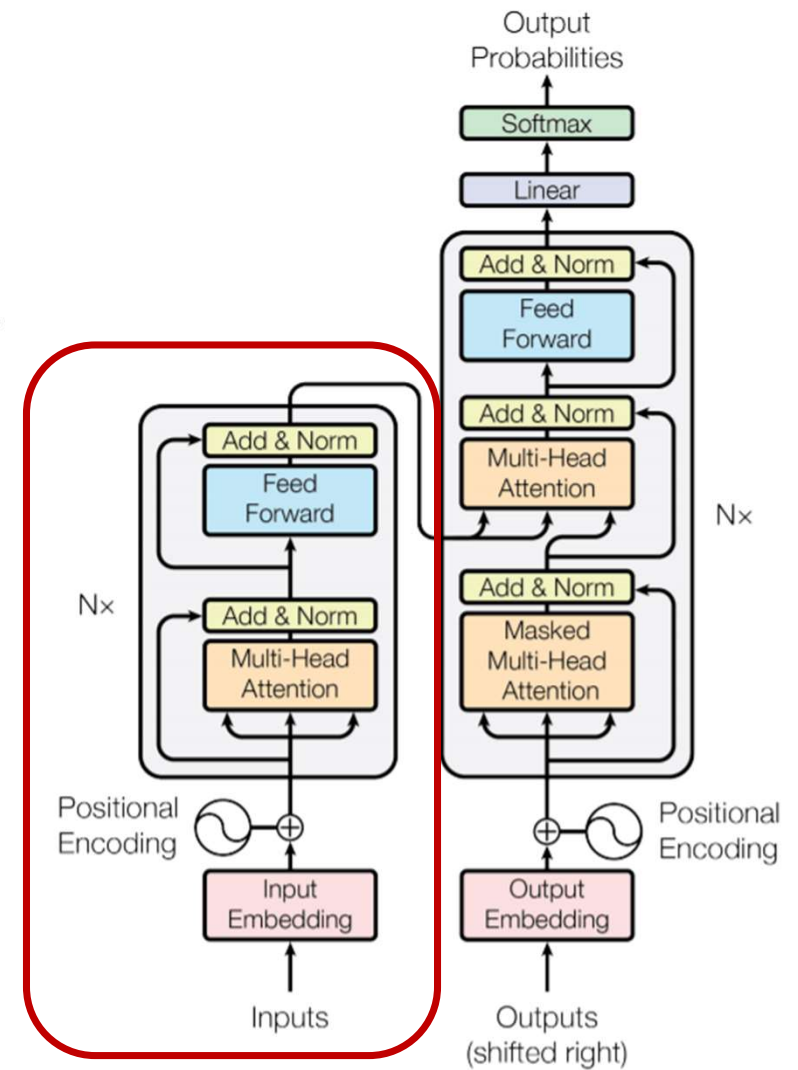 Output
Probabilities
Softmax
Linear
Add & Norm
Feed
Forward
Add & Norm
Multi-Head
Attention
Nx
Add & Norm
Masked
Multi-Head
Attention
Positional
Encoding
Output
Embedding
Outputs
(shifted right)
Add & Norm
Feed
Forward
Nx
Add & Norm
Multi-Head
Attention
Positional
Encoding
Input
Embedding
Inputs